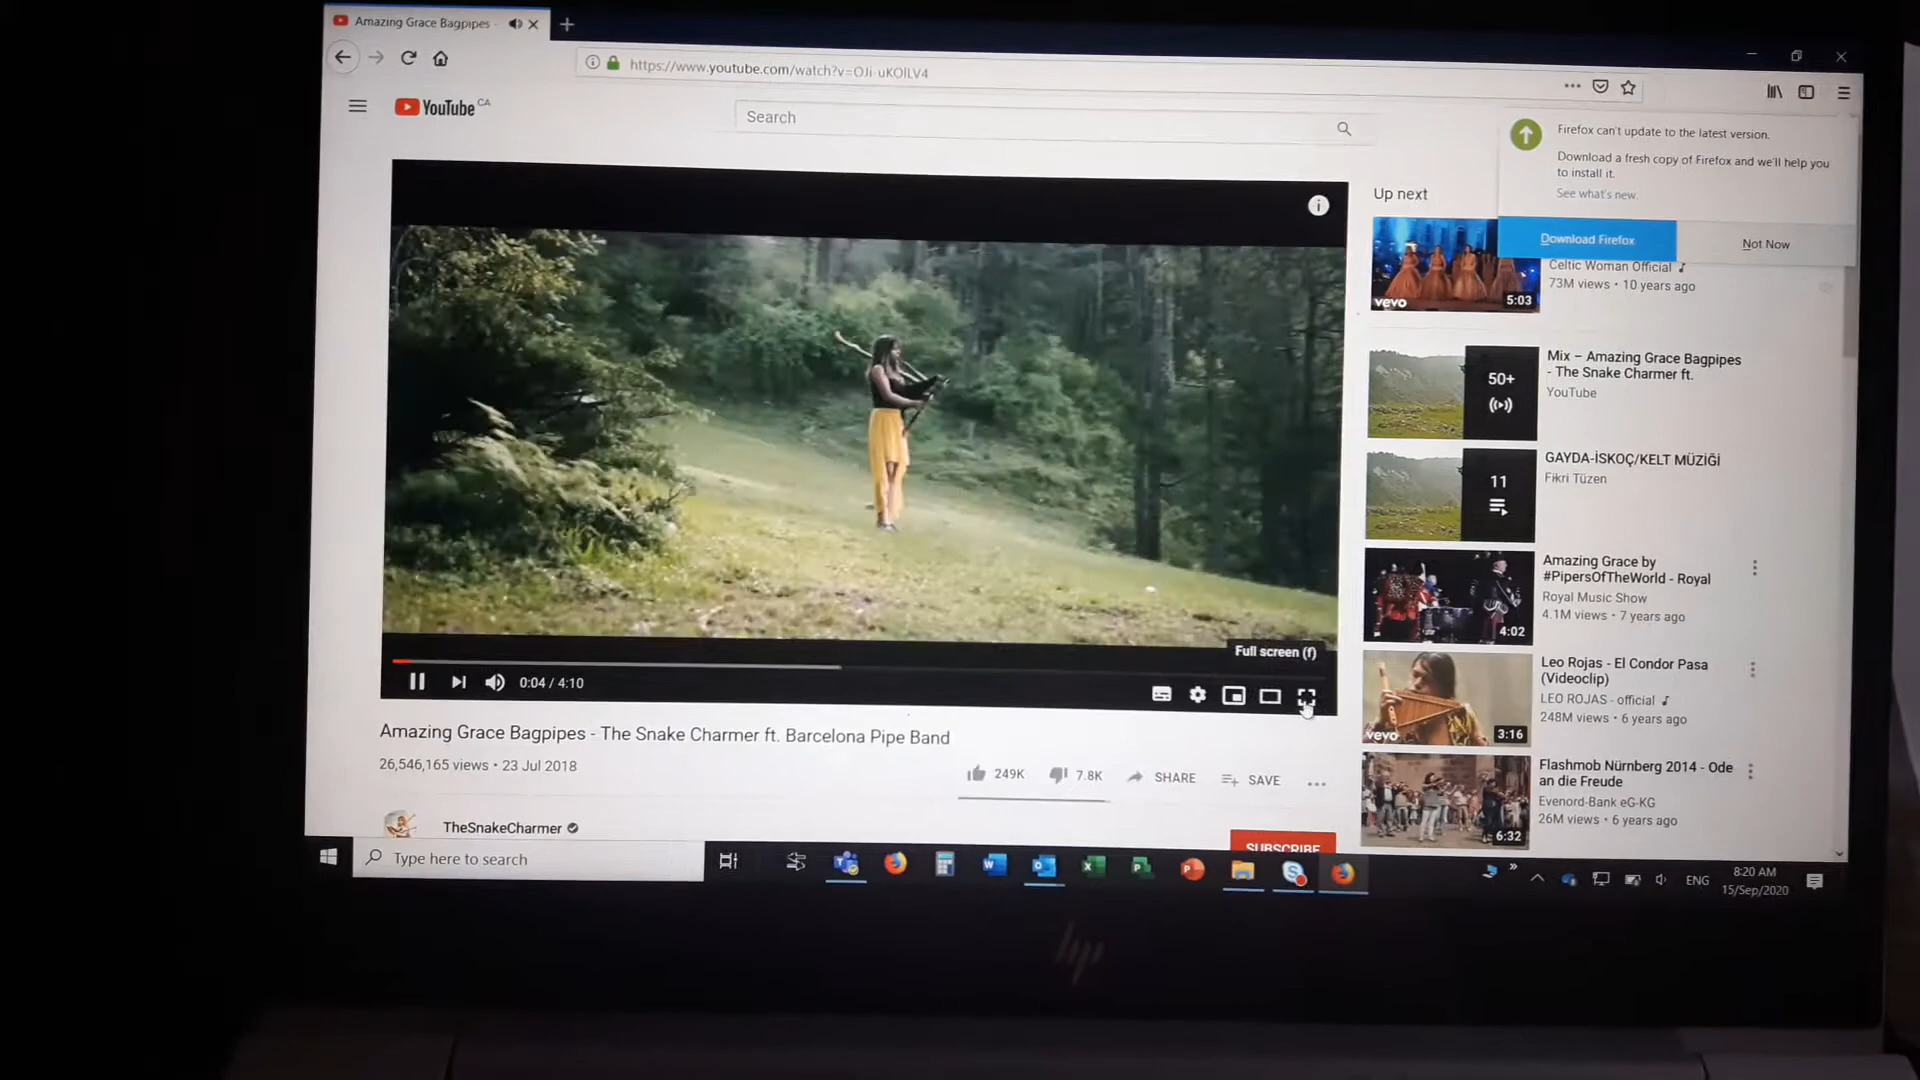 Amazing Grace Bagpipes -
https://www.youtube.com/watch?v=OJi-uKOlLV4
YouTube CA
Search
Firefox can't update to the latest version.
Download a fresh copy of Firefox and we'll help you
to install it.
See what's new.
Download Firefox
Not Now
Up next
Celtic Woman Official
73M views • 10 years ago
vevo
5:03
50+
Mix – Amazing Grace Bagpipes
- The Snake Charmer ft.
YouTube
11
GAYDA-İSKOÇ/KELT MÜZİĞİ
Fikri Tüzen
Amazing Grace by
#PipersOfTheWorld - Royal
Royal Music Show
4.1M views • 7 years ago
4:02
Leo Rojas - El Condor Pasa
(Videoclip)
LEO ROJAS - official
248M views • 6 years ago
vevo
3:16
Flashmob Nürnberg 2014 - Ode
an die Freude
Evenord-Bank eG-KG
26M views • 6 years ago
6:32
Full screen (f)
0:04 / 4:10
Amazing Grace Bagpipes - The Snake Charmer ft. Barcelona Pipe Band
26,546,165 views • 23 Jul 2018
249K
7.8K
SHARE
SAVE
TheSnakeCharmer
SUBSCRIBE
Type here to search
ENG
8:20 AM
15/Sep/2020
hp